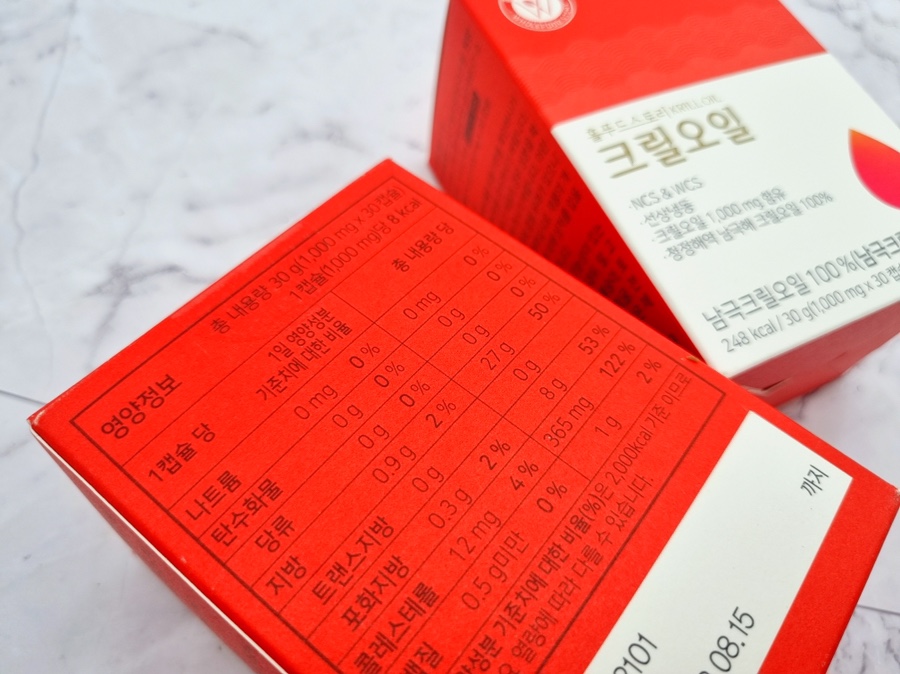 홀푸드스토리 KRILL OIL
크릴오일
·NCS & WCS
·선상냉동
·크릴오일 1,000 mg 함유
·청정해역 남극해 크릴오일 100%
남극크릴오일 100%(남극크
248 kcal / 30 g(1,000 mg x 30캡
영양정보
총 내용량 30 g(1,000 mg x 30캡슐)
1캡슐(1,000 mg)당 8 kcal
1캡슐 당 1일 영양성분 기준치에 대한 비율 총 내용량 당
나트륨 0 mg 0% 0 mg 0%
탄수화물 0 g 0% 0 g 0%
당류 0 g 0% 0 g 0%
지방 0.9 g 2% 27 g 50%
트랜스지방 0 g 0 g
포화지방 0.3 g 2% 8 g 53%
콜레스테롤 12 mg 4% 365 mg 122%
백질 0.5 g미만 0% 1 g 2%
양성분 기준치에 대한 비율(%)은 2,000kcal 기준이므로
요 열량에 따라 다를 수 있습니다.
까지
2101
08.15